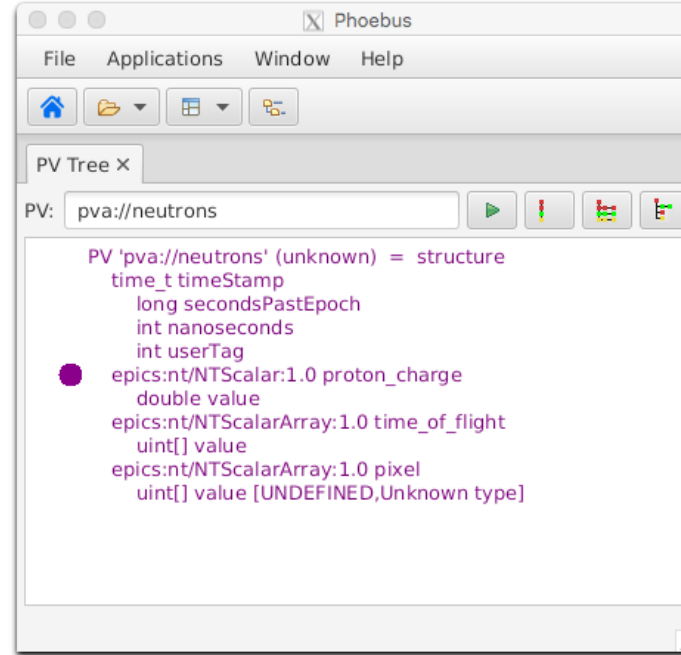 Phoebus
File Applications Window Help
PV Tree
PV: pva://neutrons
PV 'pva://neutrons' (unknown) = structure
time_t timeStamp
long secondsPastEpoch
int nanoseconds
int userTag
epics:nt/NTScalar:1.0 proton_charge
double value
epics:nt/NTScalarArray:1.0 time_of_flight
uint[] value
epics:nt/NTScalarArray:1.0 pixel
uint[] value [UNDEFINED,Unknown type]